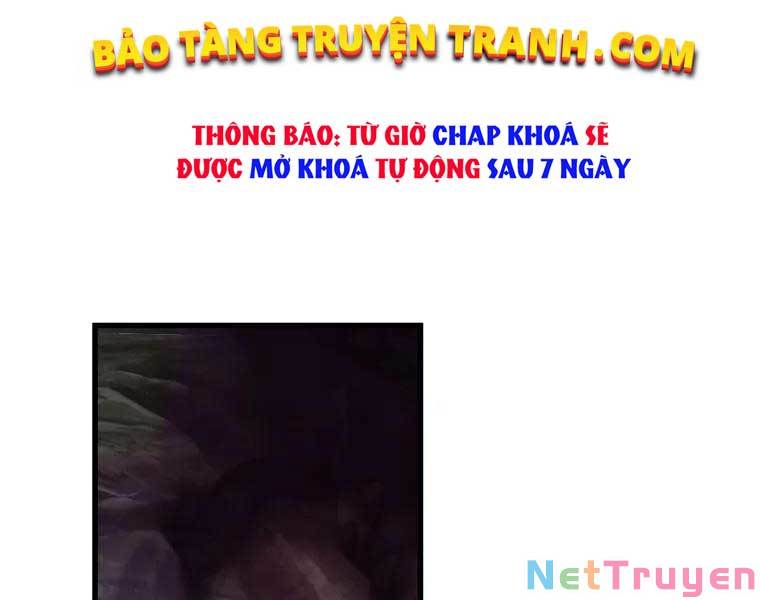 BẢO TÀNG TRUYỆN TRANH.COM
THÔNG BÁO: TỪ GIỜ CHAP KHOÁ SẼ
ĐƯỢC MỞ KHOÁ TỰ ĐỘNG SAU 7 NGÀY
NetTruyen